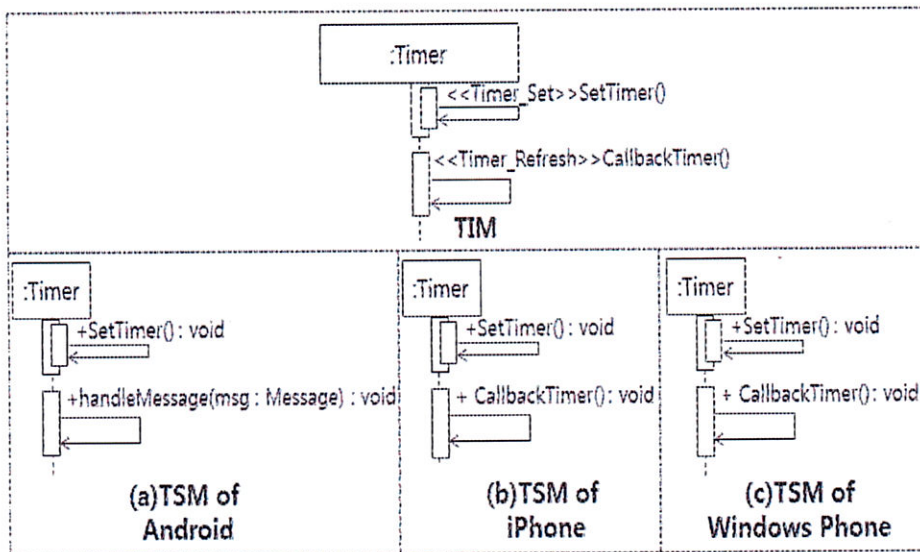 :Timer
<<Timer_Set>>SetTimer()
<<Timer_Refresh>>CallbackTimer()
TIM
:Timer
+SetTimer() : void
+handleMessage(msg : Message) : void
(a)TSM of
Android
:Timer
+SetTimer() : void
+ CallbackTimer(): void
(b)TSM of
iPhone
:Timer
+SetTimer() : void
+ CallbackTimer(): void
(c)TSM of
Windows Phone